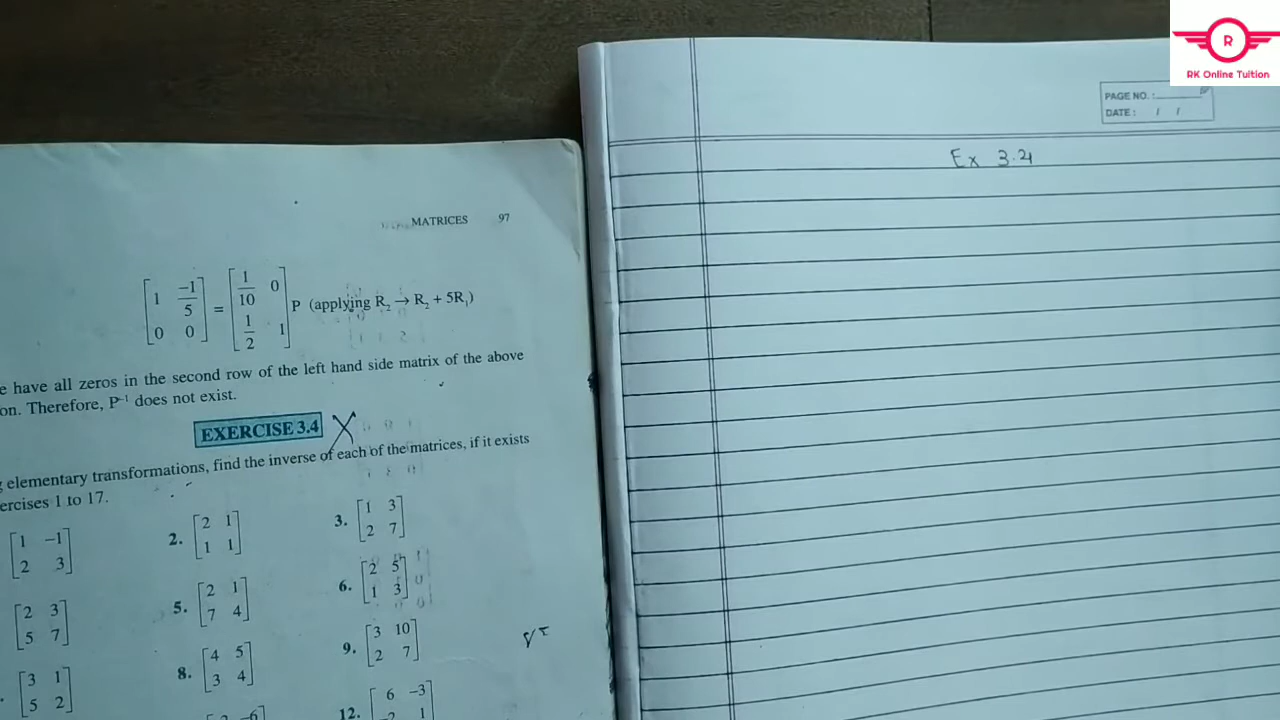 R
RK Online Tuition
PAGE NO. :
DATE : / /
Ex 3.4
MATRICES 97
[1 -1/5; 0 0] = [1/10 0; 1/2 1] P (applying R₂ → R₂ + 5R₁)
e have all zeros in the second row of the left hand side matrix of the above
on. Therefore, P⁻¹ does not exist.
EXERCISE 3.4 X
elementary transformations, find the inverse of each of the matrices, if it exists
ercises 1 to 17.
[1 -1; 2 3] 2. [2 1; 1 1] 3. [1 3; 2 7]
[2 3; 5 7] 5. [2 1; 7 4] 6. [2 5; 1 3]
[3 1; 5 2] 8. [4 5; 3 4] 9. [3 10; 2 7]
-6 12. [6 -3; 1]